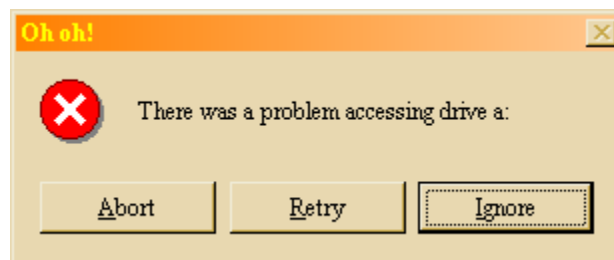 Oh oh!
There was a problem accessing drive a:
Abort Retry Ignore